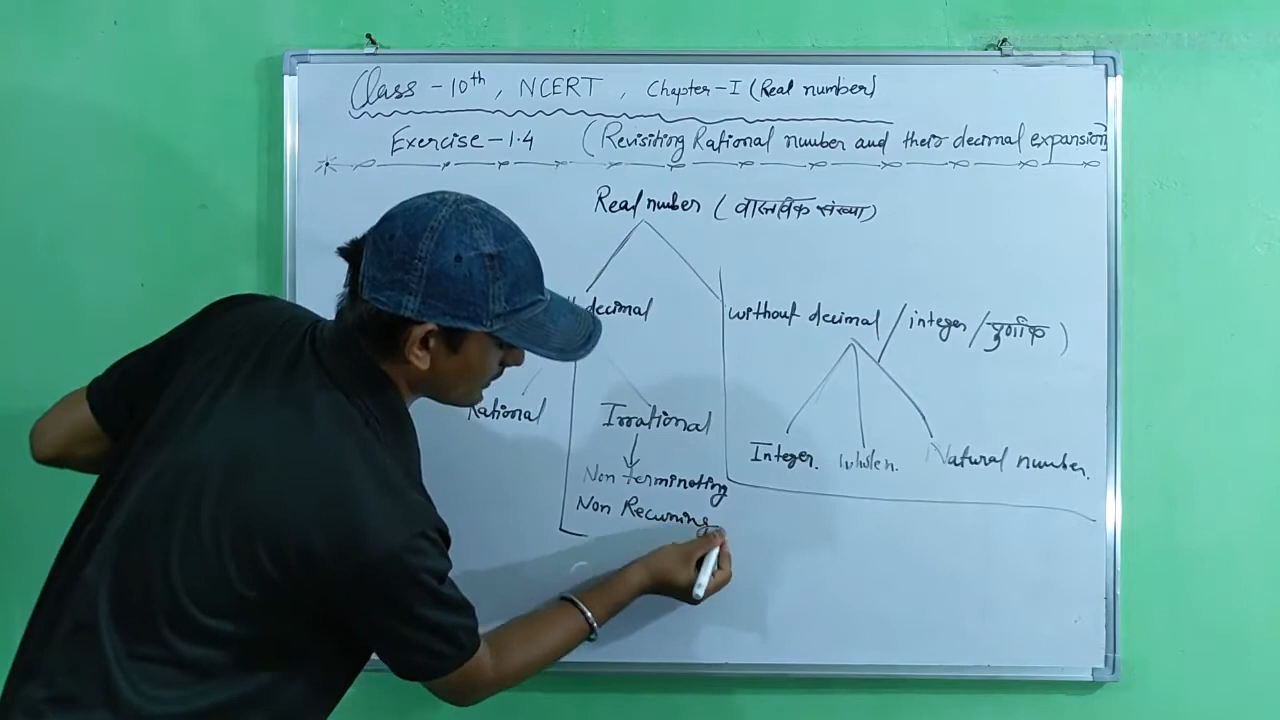 Class - 10th, NCERT, Chapter-I (Real number)
Exercise-1.4 (Revisiting Rational number and their decimal expansion)
Real number (वास्तविक संख्या)
decimal
without decimal / integer / पूर्णांक )
Rational
Irrational
Integer. Whole n. Natural number.
Non terminating
Non Recurring